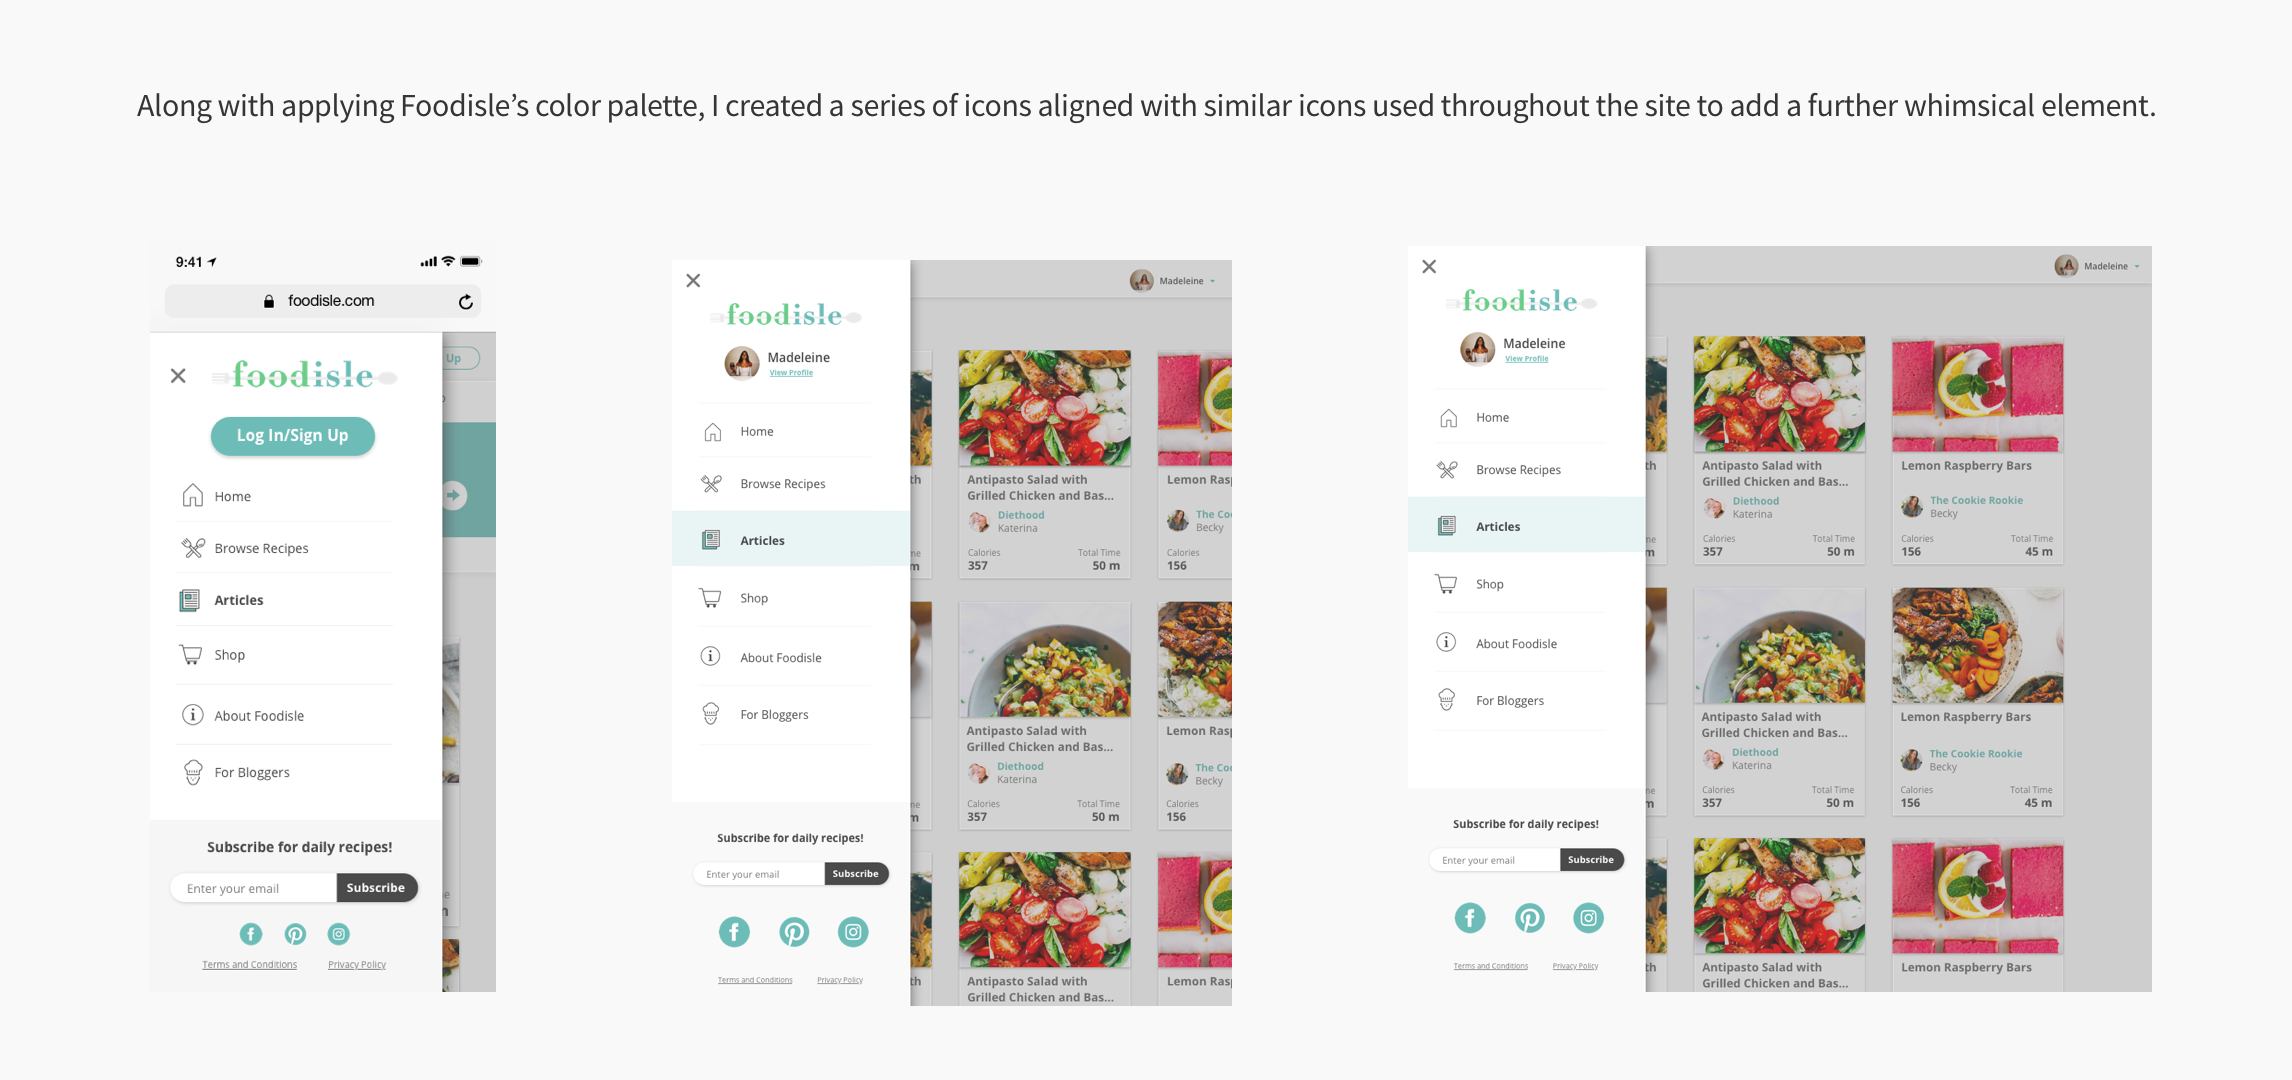 Along with applying Foodisle’s color palette, I created a series of icons aligned with similar icons used throughout the site to add a further whimsical element.
9:41
foodisle.com
Up
foodisle
Log In/Sign Up
Home
Browse Recipes
Articles
Shop
About Foodisle
For Bloggers
Subscribe for daily recipes!
Enter your email
Subscribe
Terms and Conditions
Privacy Policy
Madeleine
foodisle
Madeleine
View Profile
Home
Browse Recipes
Articles
Shop
About Foodisle
For Bloggers
Subscribe for daily recipes!
Enter your email
Subscribe
Terms and Conditions
Privacy Policy
Antipasto Salad with
Grilled Chicken and Bas...
Diethood
Katerina
Calories
Total Time
357
50 m
Lemon Rasp
The Co
Becky
Calories
156
Antipasto Salad with
Grilled Chicken and Bas...
Diethood
Katerina
Calories
Total Time
357
50 m
Lemon Rasp
The Co
Becky
Calories
156
Antipasto Salad with
Grilled Chicken and Bas...
Lemon Rasp
Madeleine
foodisle
Madeleine
View Profile
Home
Browse Recipes
Articles
Shop
About Foodisle
For Bloggers
Subscribe for daily recipes!
Enter your email
Subscribe
Terms and Conditions
Privacy Policy
Antipasto Salad with
Grilled Chicken and Bas...
Diethood
Katerina
Calories
Total Time
357
50 m
Lemon Raspberry Bars
The Cookie Rookie
Becky
Calories
Total Time
156
45 m
Antipasto Salad with
Grilled Chicken and Bas...
Diethood
Katerina
Calories
Total Time
357
50 m
Lemon Raspberry Bars
The Cookie Rookie
Becky
Calories
Total Time
156
45 m
Antipasto Salad with
Grilled Chicken and Bas...
Lemon Raspberry Bars